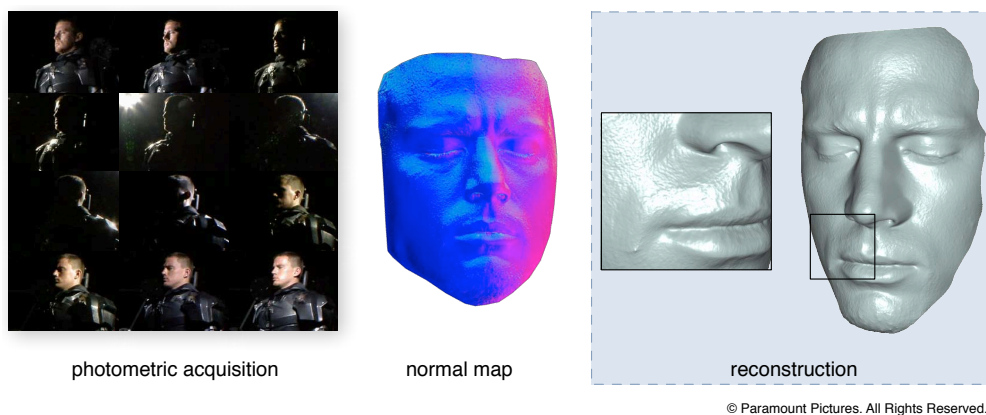 photometric acquisition
normal map
reconstruction
© Paramount Pictures. All Rights Reserved.